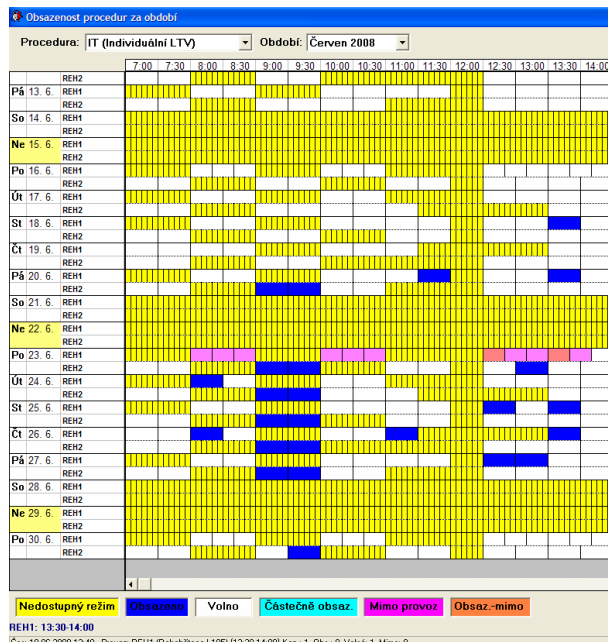 Obsazenost procedur za období
Procedura: IT (Individuální LTV) Období: Červen 2008
7:00 7:30 8:00 8:30 9:00 9:30 10:00 10:30 11:00 11:30 12:00 12:30 13:00 13:30 14:00
REH2
Pá 13. 6. REH1
REH2
So 14. 6. REH1
REH2
Ne 15. 6. REH1
REH2
Po 16. 6. REH1
REH2
Út 17. 6. REH1
REH2
St 18. 6. REH1
REH2
Čt 19. 6. REH1
REH2
Pá 20. 6. REH1
REH2
So 21. 6. REH1
REH2
Ne 22. 6. REH1
REH2
Po 23. 6. REH1
REH2
Út 24. 6. REH1
REH2
St 25. 6. REH1
REH2
Čt 26. 6. REH1
REH2
Pá 27. 6. REH1
REH2
So 28. 6. REH1
REH2
Ne 29. 6. REH1
REH2
Po 30. 6. REH1
REH2
Nedostupný režim Obsazeno Volno Částečně obsaz. Mimo provoz Obsaz.-mimo
REH1: 13:30-14:00